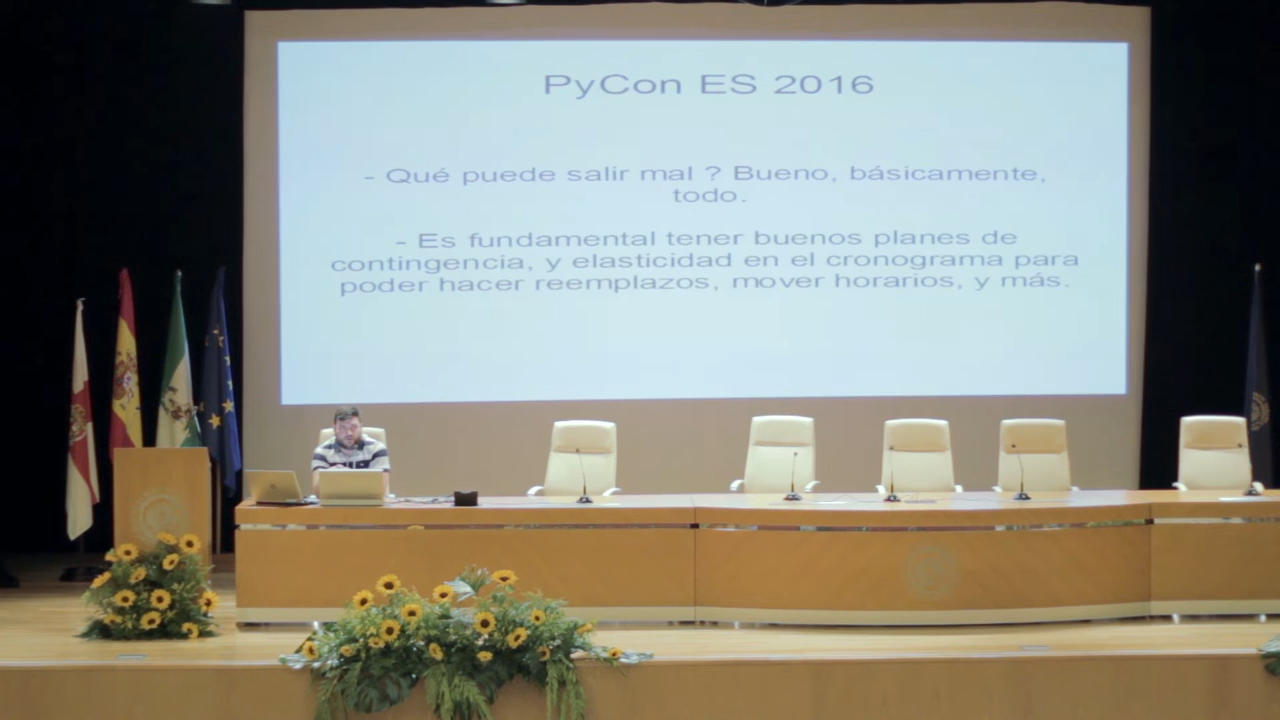 PyCon ES 2016
- Qué puede salir mal ? Bueno, básicamente,
todo.
- Es fundamental tener buenos planes de
contingencia, y elasticidad en el cronograma para
poder hacer reemplazos, mover horarios, y más.